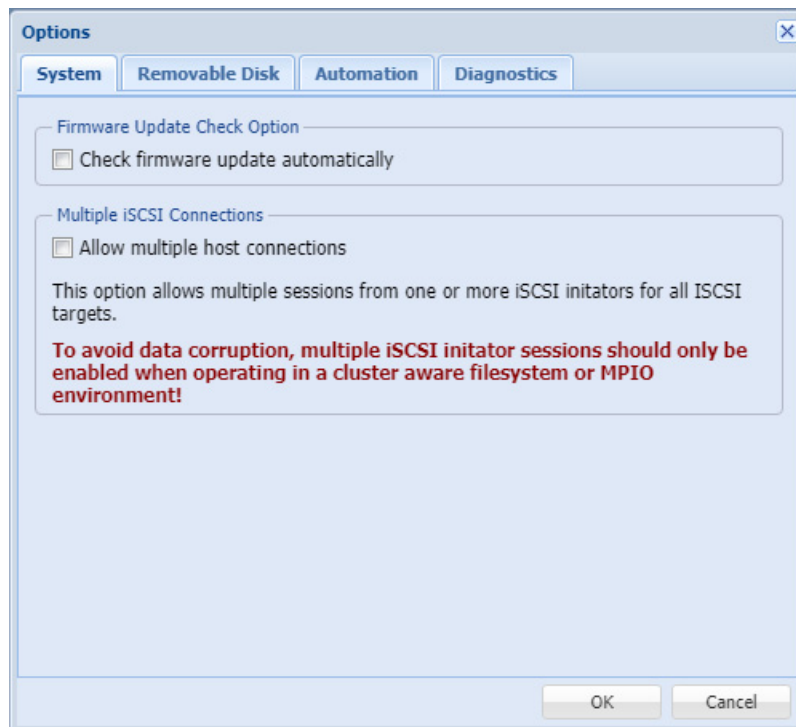 Options
System
Removable Disk
Automation
Diagnostics
Firmware Update Check Option
Check firmware update automatically
Multiple iSCSI Connections
Allow multiple host connections
This option allows multiple sessions from one or more iSCSI initators for all ISCSI
targets.
To avoid data corruption, multiple iSCSI initator sessions should only be
enabled when operating in a cluster aware filesystem or MPIO
environment!
OK
Cancel